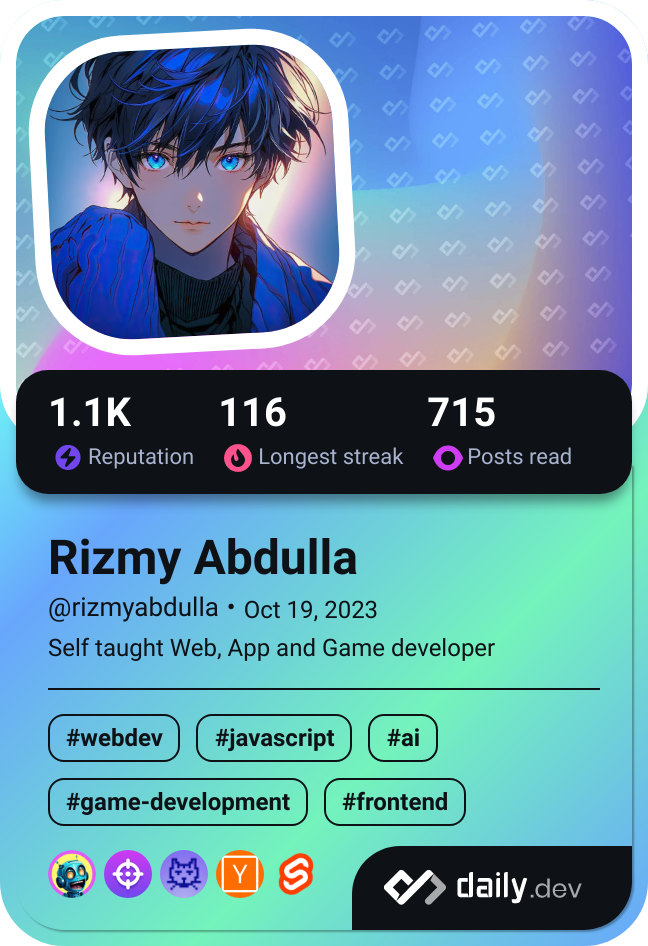 1.1K 116 715
Reputation Longest streak Posts read
Rizmy Abdulla
@rizmyabdulla • Oct 19, 2023
Self taught Web, App and Game developer
#webdev #javascript #ai
#game-development #frontend
Y
daily.dev